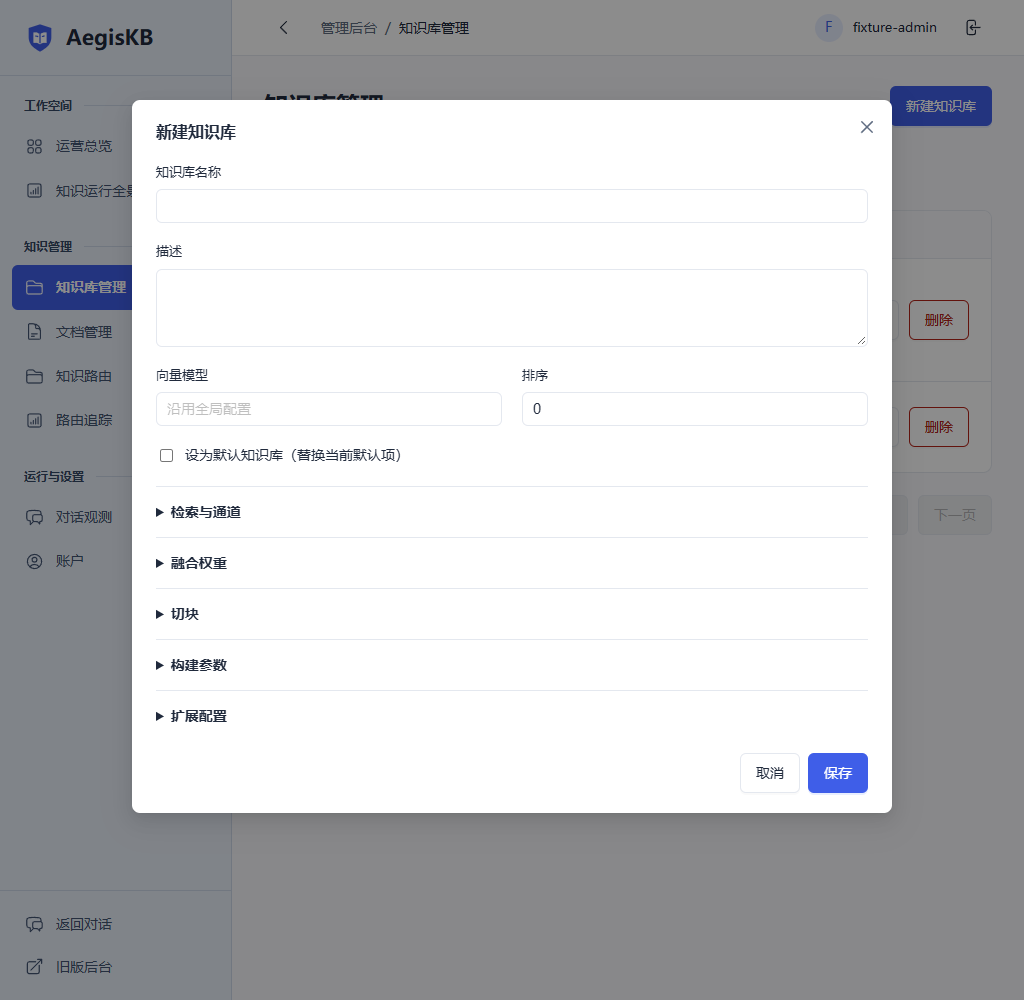 AegisKB
管理后台 / 知识库管理
F fixture-admin
工作空间
运营总览
知识运行全景
知识管理
知识库管理
文档管理
知识路由
路由追踪
运行与设置
对话观测
账户
返回对话
旧版后台
知识库管理
新建知识库
删除
删除
下一页
新建知识库
知识库名称
描述
向量模型
沿用全局配置
排序
0
设为默认知识库（替换当前默认项）
检索与通道
融合权重
切块
构建参数
扩展配置
取消
保存